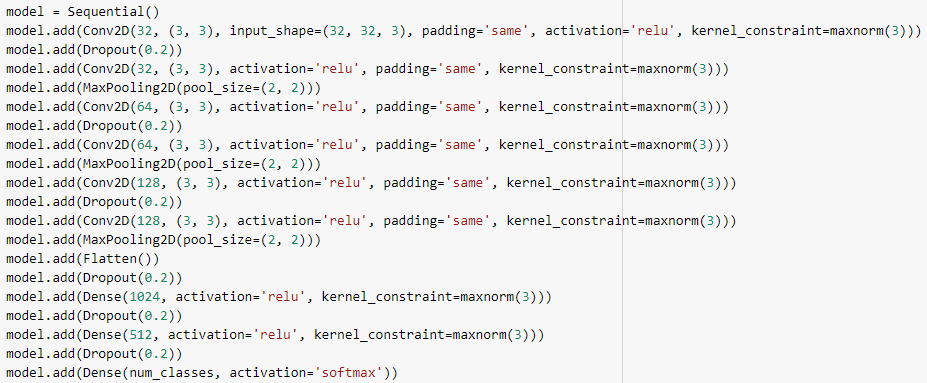 model = Sequential()
model.add(Conv2D(32, (3, 3), input_shape=(32, 32, 3), padding='same', activation='relu', kernel_constraint=maxnorm(3)))
model.add(Dropout(0.2))
model.add(Conv2D(32, (3, 3), activation='relu', padding='same', kernel_constraint=maxnorm(3)))
model.add(MaxPooling2D(pool_size=(2, 2)))
model.add(Conv2D(64, (3, 3), activation='relu', padding='same', kernel_constraint=maxnorm(3)))
model.add(Dropout(0.2))
model.add(Conv2D(64, (3, 3), activation='relu', padding='same', kernel_constraint=maxnorm(3)))
model.add(MaxPooling2D(pool_size=(2, 2)))
model.add(Conv2D(128, (3, 3), activation='relu', padding='same', kernel_constraint=maxnorm(3)))
model.add(Dropout(0.2))
model.add(Conv2D(128, (3, 3), activation='relu', padding='same', kernel_constraint=maxnorm(3)))
model.add(MaxPooling2D(pool_size=(2, 2)))
model.add(Flatten())
model.add(Dropout(0.2))
model.add(Dense(1024, activation='relu', kernel_constraint=maxnorm(3)))
model.add(Dropout(0.2))
model.add(Dense(512, activation='relu', kernel_constraint=maxnorm(3)))
model.add(Dropout(0.2))
model.add(Dense(num_classes, activation='softmax'))